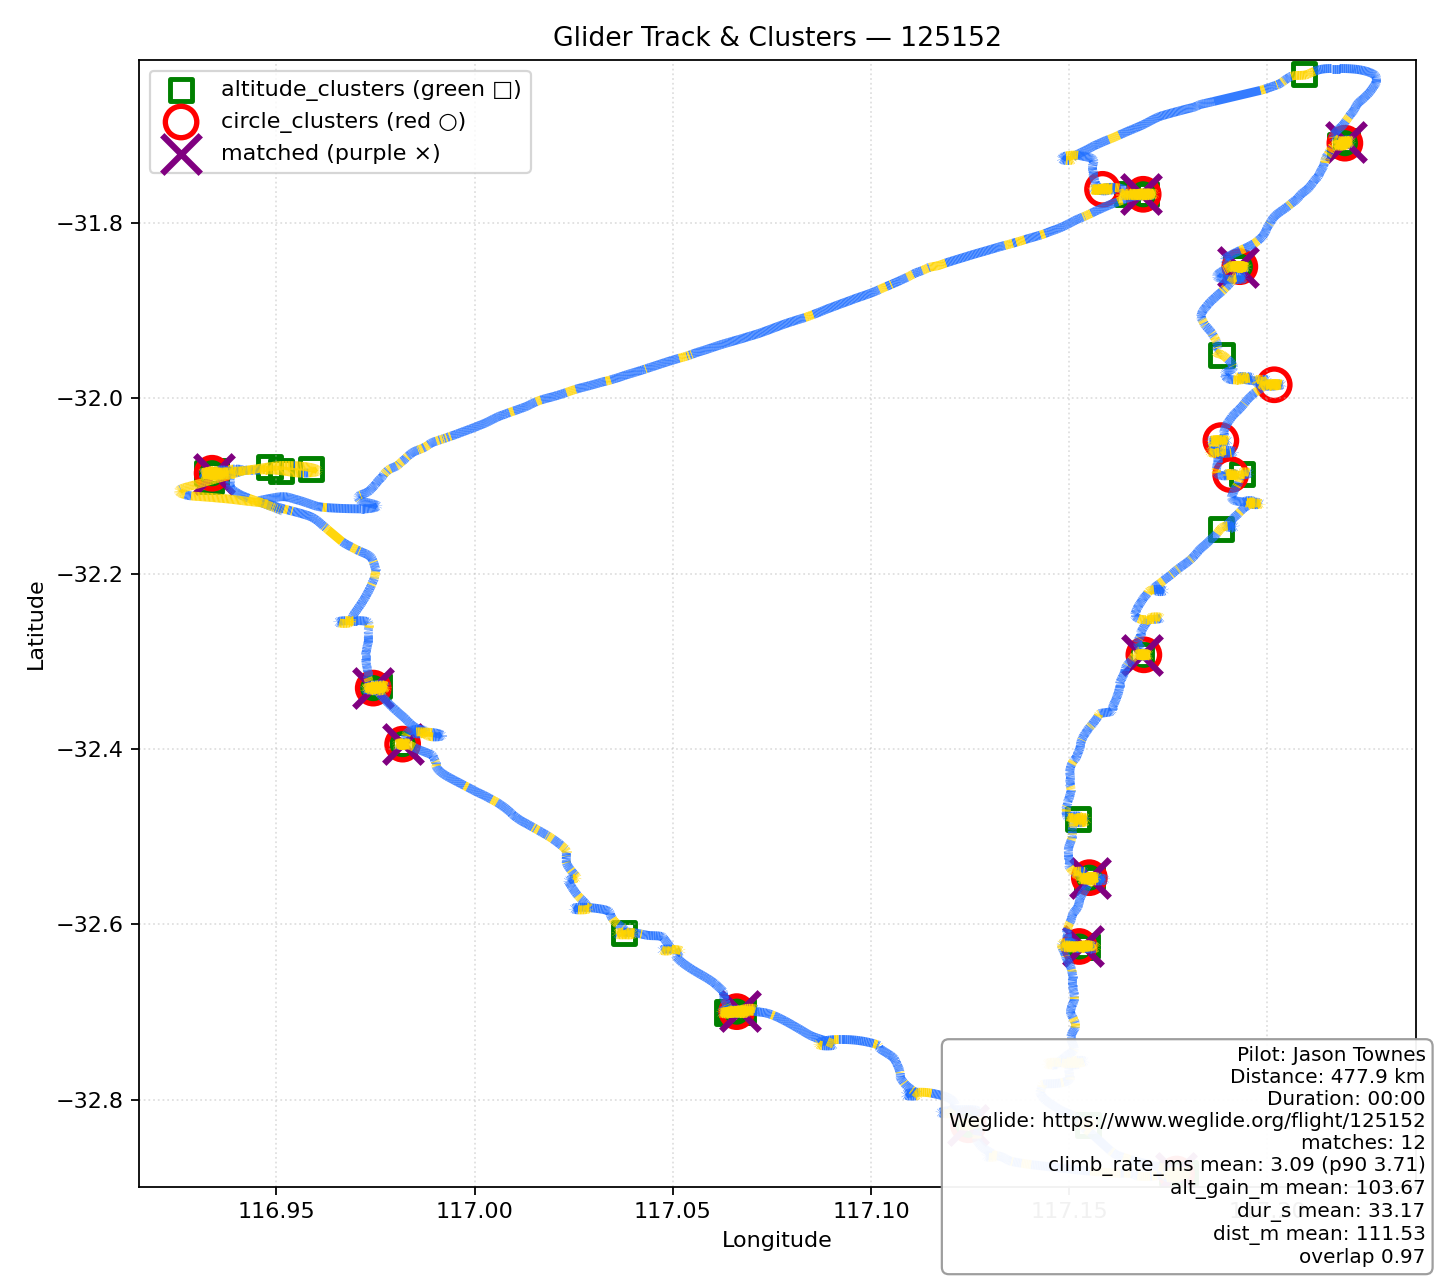 Glider Track & Clusters — 125152
altitude_clusters (green □)
circle_clusters (red ○)
matched (purple ×)
−31.8
−32.0
−32.2
−32.4
−32.6
−32.8
Latitude
116.95
117.00
117.05
117.10
117.15
Longitude
Pilot: Jason Townes
Distance: 477.9 km
Duration: 00:00
Weglide: https://www.weglide.org/flight/125152
matches: 12
climb_rate_ms mean: 3.09 (p90 3.71)
alt_gain_m mean: 103.67
dur_s mean: 33.17
dist_m mean: 111.53
overlap 0.97